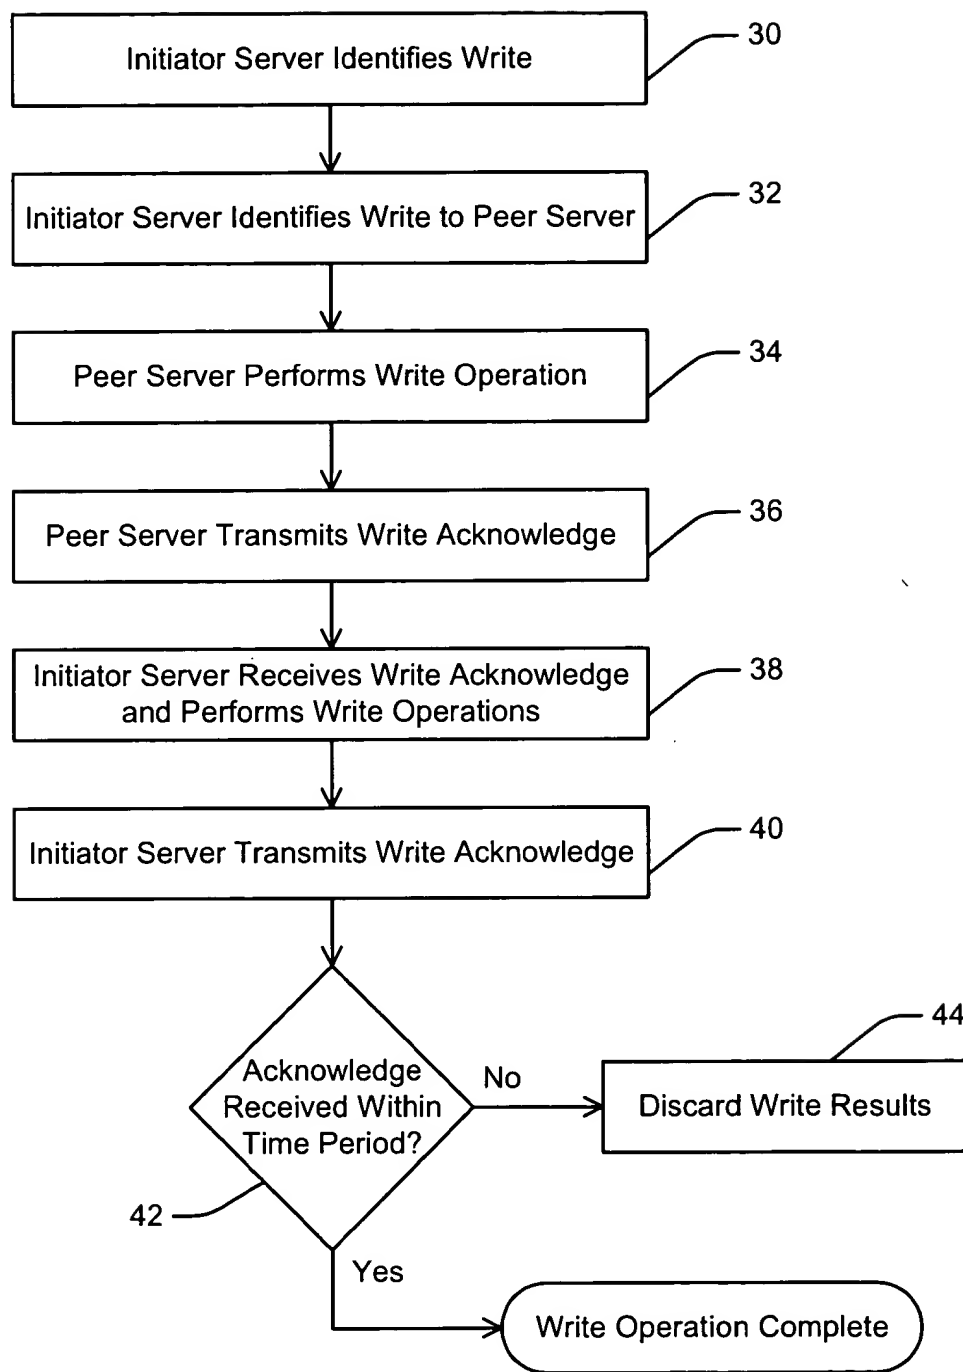 Initiator Server Identifies Write
30
Initiator Server Identifies Write to Peer Server
32
Peer Server Performs Write Operation
34
Peer Server Transmits Write Acknowledge
36
Initiator Server Receives Write Acknowledge
and Performs Write Operations
38
Initiator Server Transmits Write Acknowledge
40
Acknowledge
Received Within
Time Period?
42
No
44
Discard Write Results
Yes
Write Operation Complete